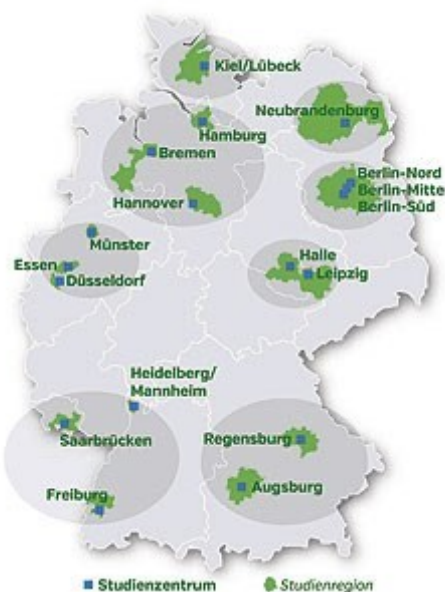 Kiel/Lübeck
Neubrandenburg
Hamburg
Bremen
Berlin-Nord
Berlin-Mitte
Berlin-Süd
Hannover
Münster
Essen
Düsseldorf
Halle
Leipzig
Heidelberg/
Mannheim
Saarbrücken
Regensburg
Augsburg
Freiburg
Studienzentrum
Studienregion